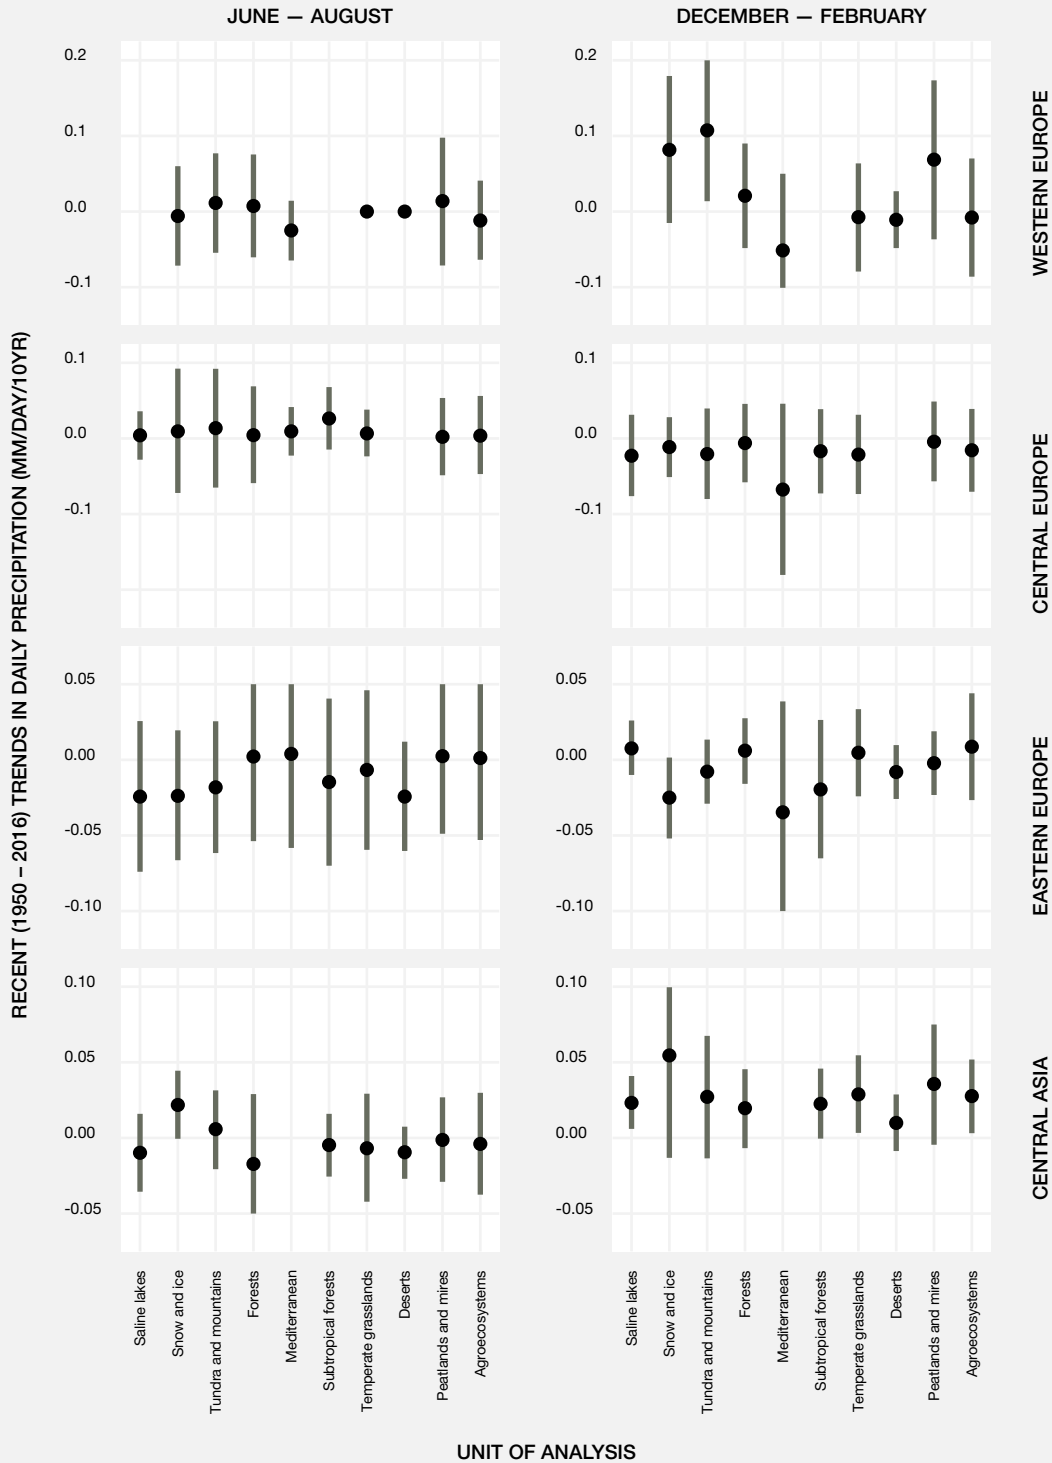 JUNE — AUGUST
DECEMBER — FEBRUARY
RECENT (1950 – 2016) TRENDS IN DAILY PRECIPITATION (MM/DAY/10YR)
0.2
0.1
0.0
-0.1
0.2
0.1
0.0
-0.1
WESTERN EUROPE
0.1
0.0
-0.1
0.1
0.0
-0.1
CENTRAL EUROPE
0.05
0.00
-0.05
-0.10
0.05
0.00
-0.05
-0.10
EASTERN EUROPE
0.10
0.05
0.00
-0.05
0.10
0.05
0.00
-0.05
CENTRAL ASIA
Saline lakes
Snow and ice
Tundra and mountains
Forests
Mediterranean
Subtropical forests
Temperate grasslands
Deserts
Peatlands and mires
Agroecosystems
Saline lakes
Snow and ice
Tundra and mountains
Forests
Mediterranean
Subtropical forests
Temperate grasslands
Deserts
Peatlands and mires
Agroecosystems
UNIT OF ANALYSIS